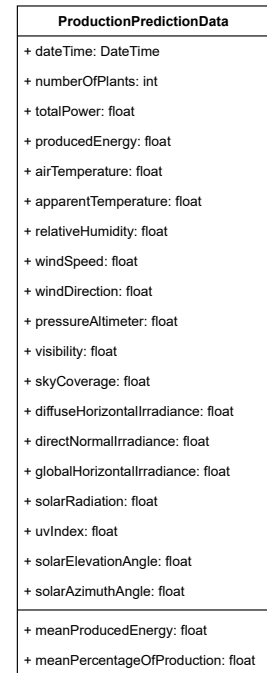 ProductionPredictionData
+ dateTime: DateTime
+ numberOfPlants: int
+ totalPower: float
+ producedEnergy: float
+ airTemperature: float
+ apparentTemperature: float
+ relativeHumidity: float
+ windSpeed: float
+ windDirection: float
+ pressureAltimeter: float
+ visibility: float
+ skyCoverage: float
+ diffuseHorizontalIrradiance: float
+ directNormalIrradiance: float
+ globalHorizontalIrradiance: float
+ solarRadiation: float
+ uvIndex: float
+ solarElevationAngle: float
+ solarAzimuthAngle: float
+ meanProducedEnergy: float
+ meanPercentageOfProduction: float